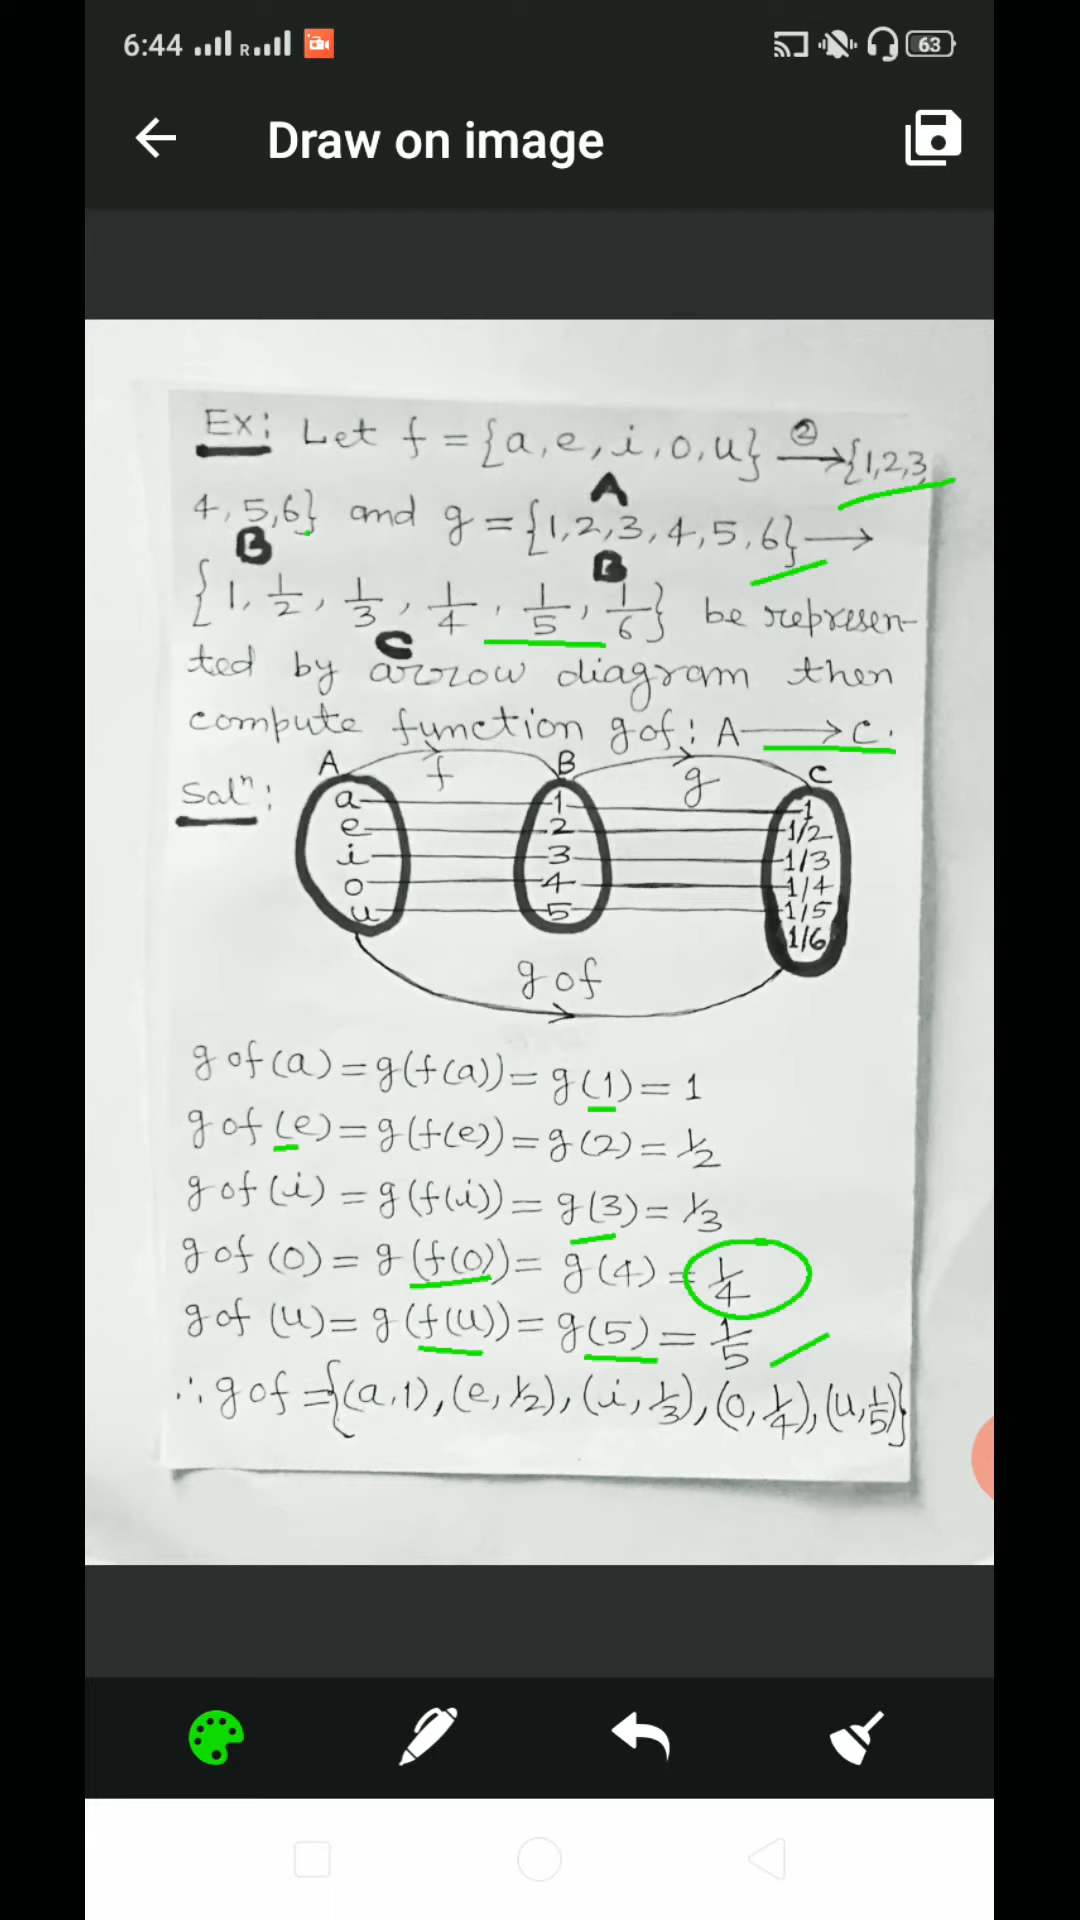 6:44 R 63
Draw on image
Ex: Let f = {a, e, i, o, u} ② → {1,2,3,
A
4, 5, 6} and g = {1, 2, 3, 4, 5, 6} →
B B
{1, 1/2, 1/3, 1/4, 1/5, 1/6} be represen-
C
ted by arrow diagram then
compute function gof: A → C.
Salⁿ:
A f B g C
a 1 1
e 2 1/2
i 3 1/3
o 4 1/4
u 5 1/5
1/6
gof
gof(a) = g(f(a)) = g(1) = 1
gof(e) = g(f(e)) = g(2) = 1/2
gof(i) = g(f(i)) = g(3) = 1/3
gof(o) = g(f(o)) = g(4) = 1/4
gof(u) = g(f(u)) = g(5) = 1/5
∴ gof = {(a,1), (e,1/2), (i,1/3), (o,1/4), (u,1/5)}